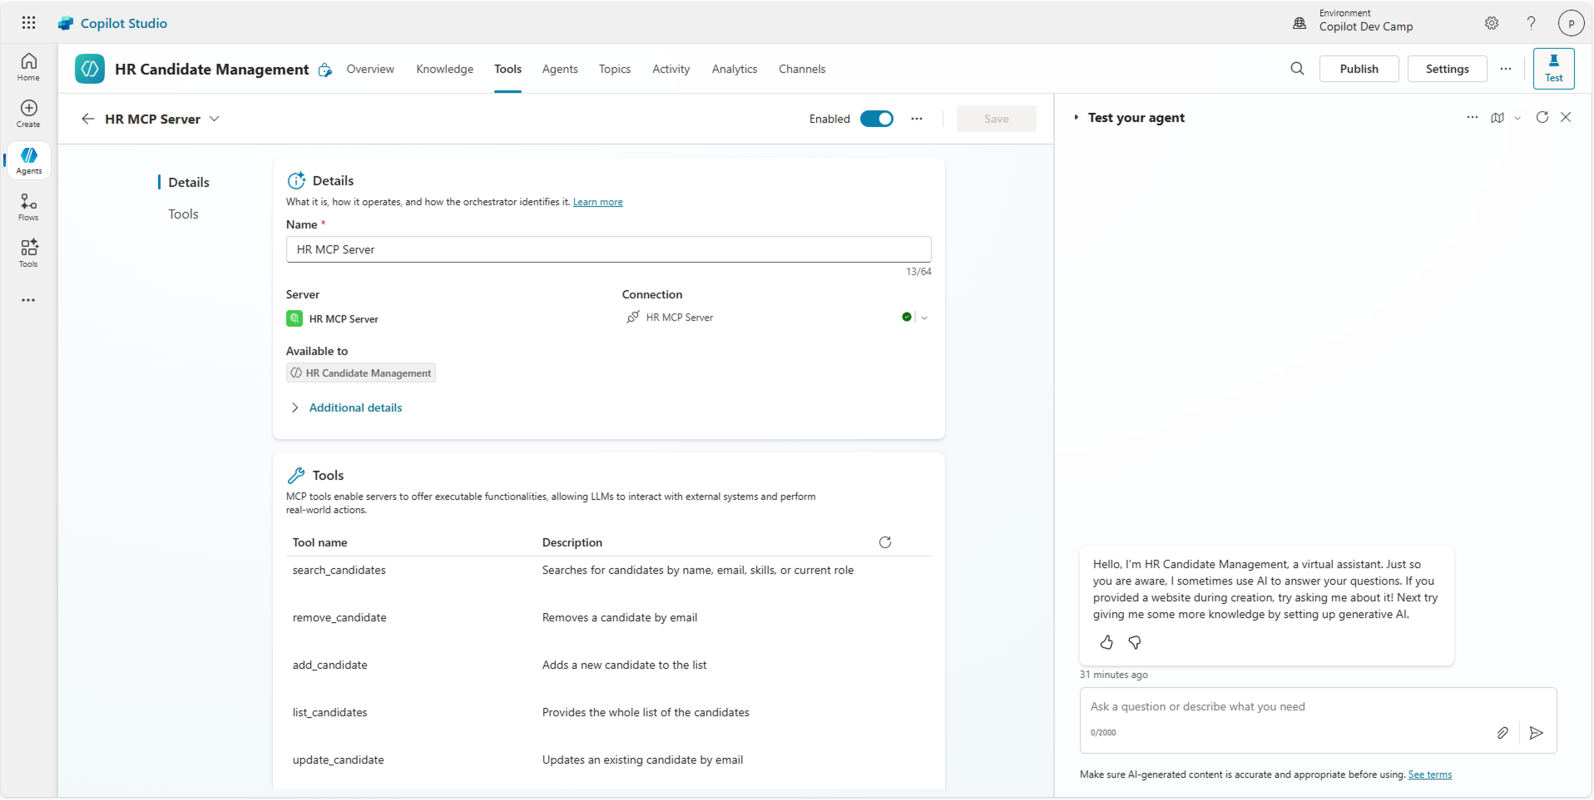 Copilot Studio
Environment
Copilot Dev Camp
?
P
Home
Create
Agents
Flows
Tools
HR Candidate Management
Overview
Knowledge
Tools
Agents
Topics
Activity
Analytics
Channels
Publish
Settings
Test
HR MCP Server
Enabled
Save
Details
Tools
Details
What it is, how it operates, and how the orchestrator identifies it. Learn more
Name *
HR MCP Server
13/64
Server
Connection
HR MCP Server
HR MCP Server
Available to
HR Candidate Management
Additional details
Tools
MCP tools enable servers to offer executable functionalities, allowing LLMs to interact with external systems and perform
real-world actions.
Tool name
Description
search_candidates
Searches for candidates by name, email, skills, or current role
remove_candidate
Removes a candidate by email
add_candidate
Adds a new candidate to the list
list_candidates
Provides the whole list of the candidates
update_candidate
Updates an existing candidate by email
Test your agent
Hello, I'm HR Candidate Management, a virtual assistant. Just so
you are aware, I sometimes use AI to answer your questions. If you
provided a website during creation, try asking me about it! Next try
giving me some more knowledge by setting up generative AI.
31 minutes ago
Ask a question or describe what you need
0/2000
Make sure AI-generated content is accurate and appropriate before using. See terms